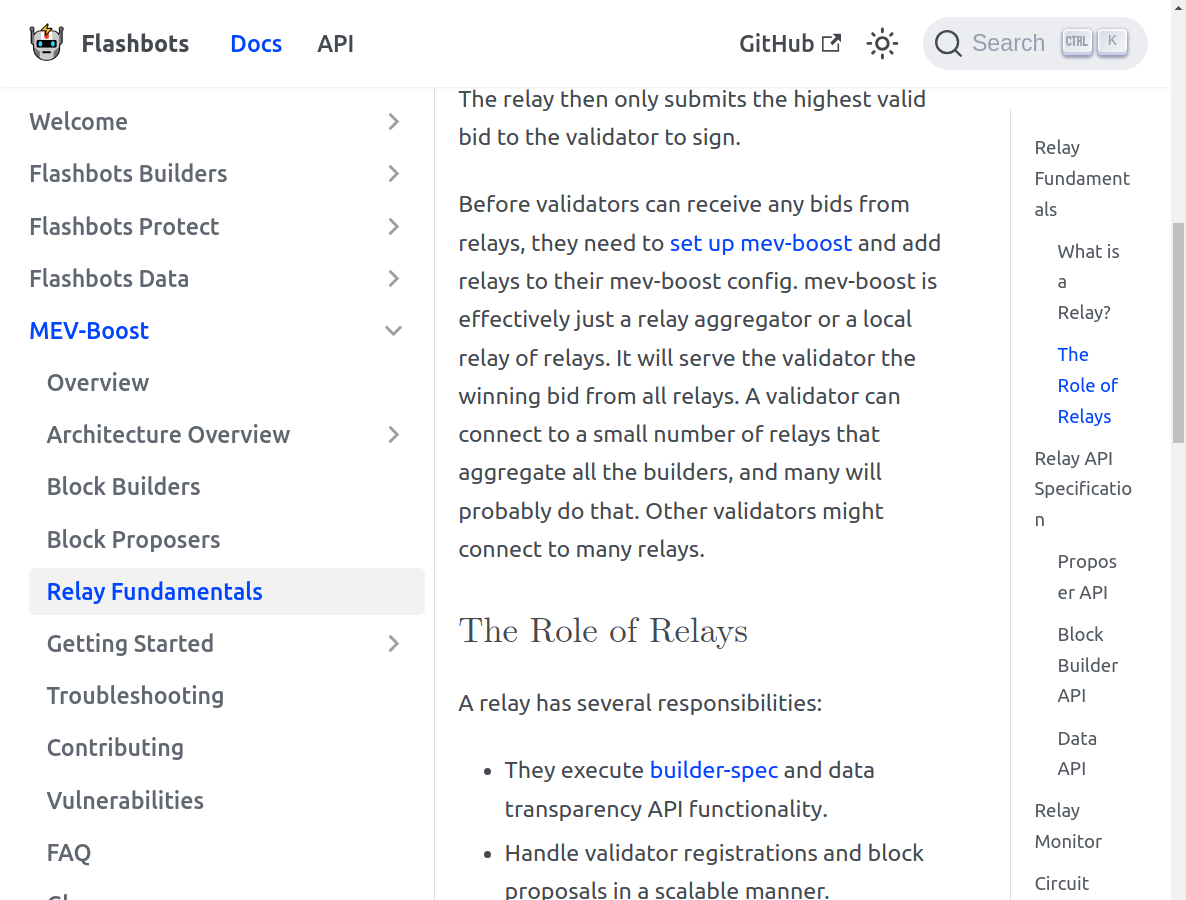 Flashbots
Docs
API
GitHub
Search
CTRL
K
Welcome
Flashbots Builders
Flashbots Protect
Flashbots Data
MEV-Boost
Overview
Architecture Overview
Block Builders
Block Proposers
Relay Fundamentals
Getting Started
Troubleshooting
Contributing
Vulnerabilities
FAQ
The relay then only submits the highest valid
bid to the validator to sign.
Before validators can receive any bids from
relays, they need to set up mev-boost and add
relays to their mev-boost config. mev-boost is
effectively just a relay aggregator or a local
relay of relays. It will serve the validator the
winning bid from all relays. A validator can
connect to a small number of relays that
aggregate all the builders, and many will
probably do that. Other validators might
connect to many relays.
The Role of Relays
A relay has several responsibilities:
• They execute builder-spec and data
transparency API functionality.
• Handle validator registrations and block
proposals in a scalable manner.
Relay
Fundament
als
What is
a
Relay?
The
Role of
Relays
Relay API
Specificatio
n
Propos
er API
Block
Builder
API
Data
API
Relay
Monitor
Circuit